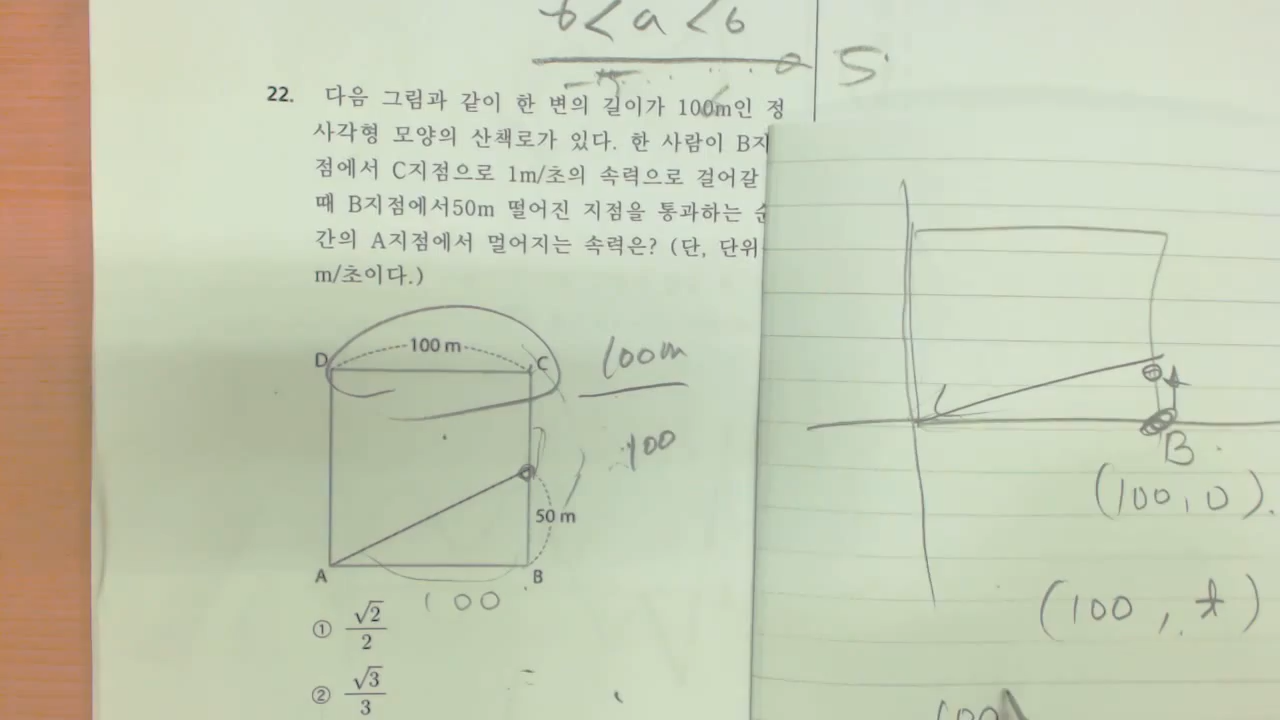 b < a < 6
5
22. 다음 그림과 같이 한 변의 길이가 100m인 정
사각형 모양의 산책로가 있다. 한 사람이 B지
점에서 C지점으로 1m/초의 속력으로 걸어갈
때 B지점에서50m 떨어진 지점을 통과하는 순
간의 A지점에서 멀어지는 속력은? (단, 단위
m/초이다.)
D 100 m C
100m
100
50 m
A B
100
① √2/2
② √3/3
B
(100, 0).
(100, t)
100